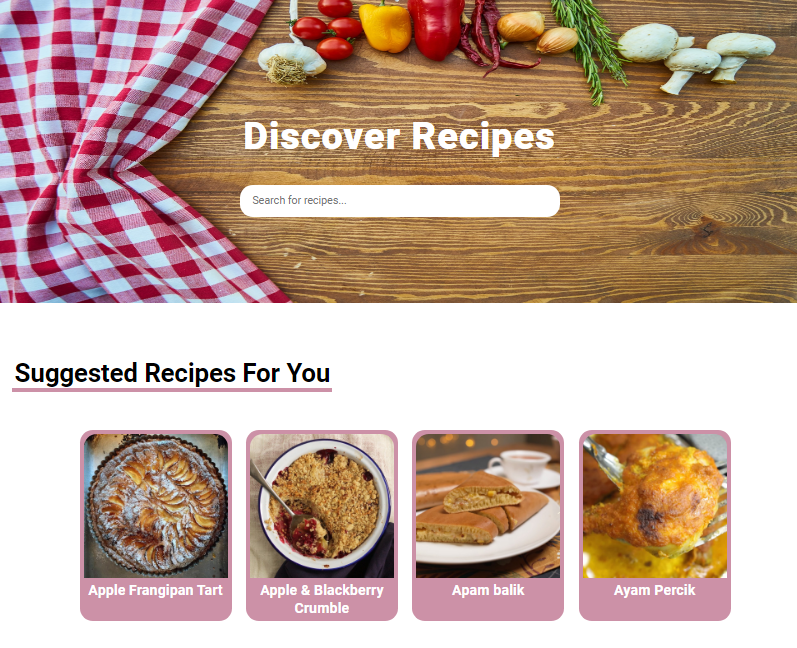 Discover Recipes
Search for recipes...
Suggested Recipes For You
Apple Frangipan Tart
Apple & Blackberry
Crumble
Apam balik
Ayam Percik